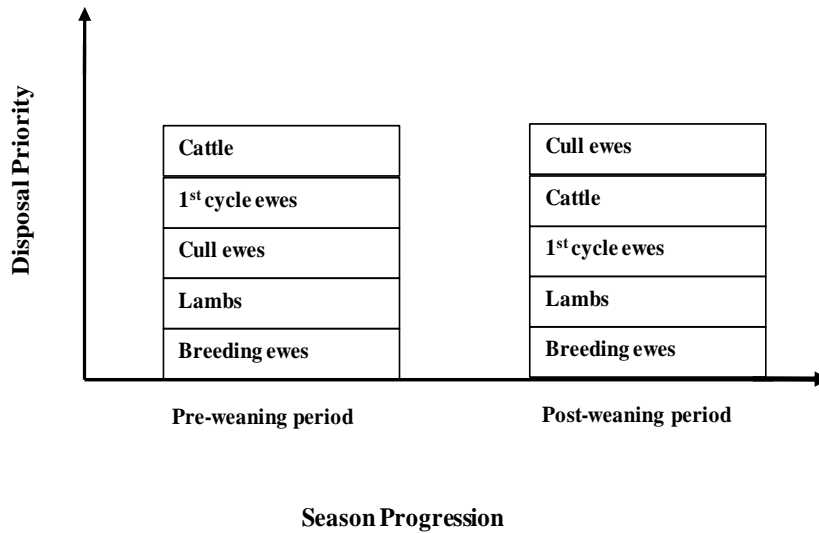 Disposal Priority
Cattle
1st cycle ewes
Cull ewes
Lambs
Breeding ewes
Cull ewes
Cattle
1st cycle ewes
Lambs
Breeding ewes
Pre-weaning period
Post-weaning period
Season Progression